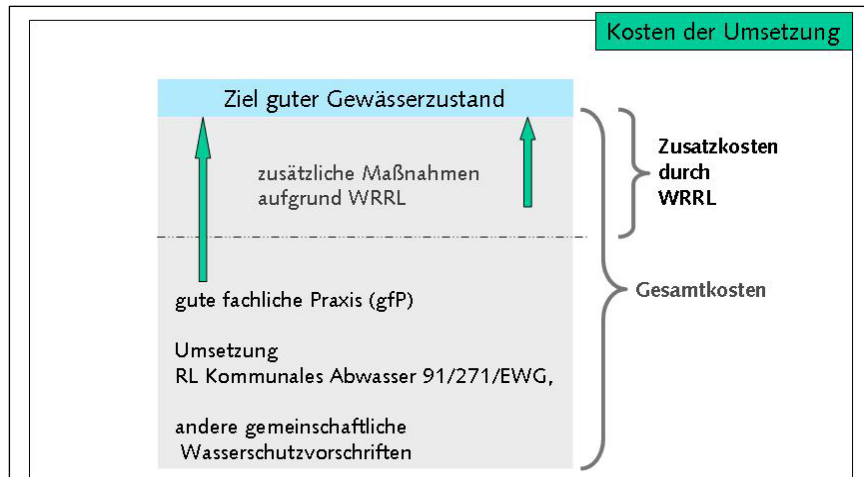 Kosten der Umsetzung
Ziel guter Gewässerzustand
zusätzliche Maßnahmen
aufgrund WRRL
Zusatzkosten
durch
WRRL
Gesamtkosten
gute fachliche Praxis (gfP)
Umsetzung
RL Kommunales Abwasser 91/271/EWG,
andere gemeinschaftliche
Wasserschutzvorschriften